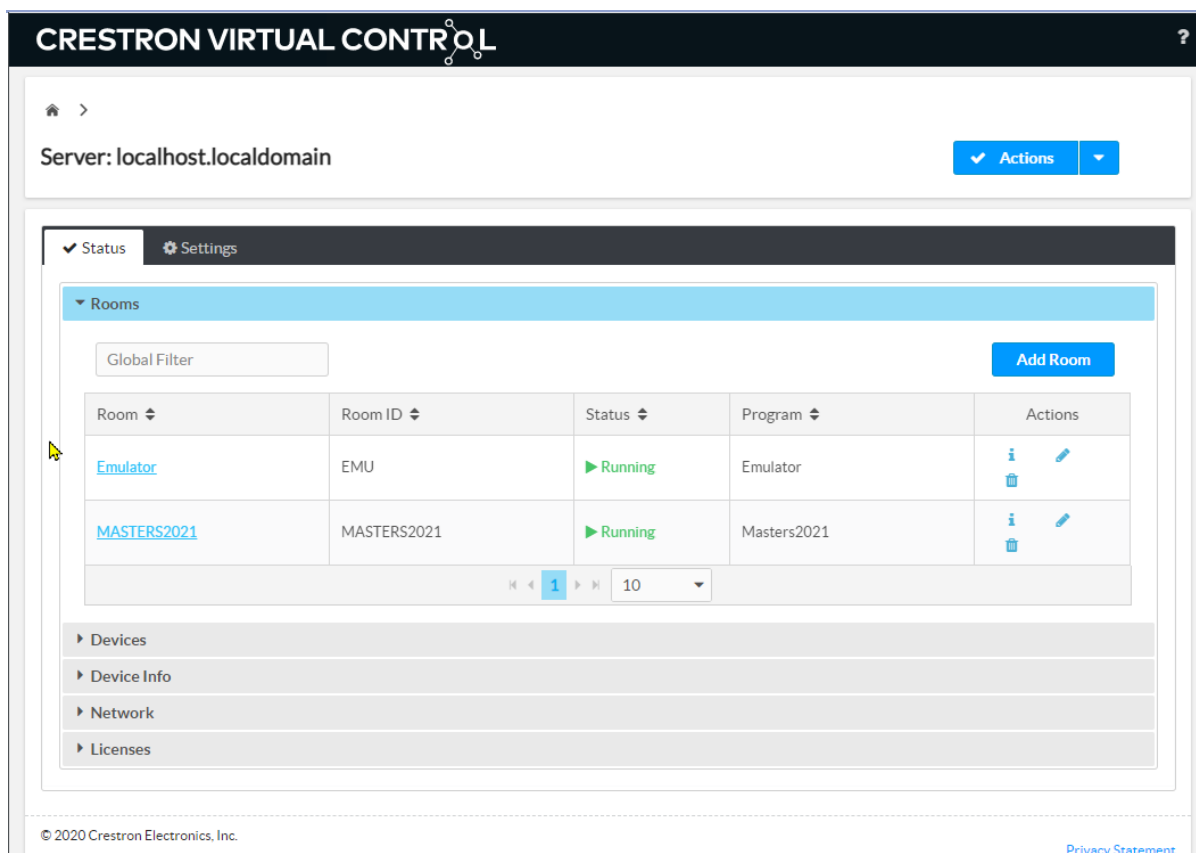 CRESTRON VIRTUAL CONTROL
?
Server: localhost.localdomain
Actions
Status
Settings
Rooms
Global Filter
Add Room
Room Room ID Status Program Actions
Emulator EMU Running Emulator
MASTERS2021 MASTERS2021 Running Masters2021
1 10
Devices
Device Info
Network
Licenses
© 2020 Crestron Electronics, Inc.
Privacy Statement